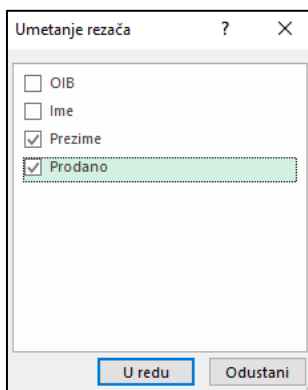 Umetanje rezača ? ×
OIB
Ime
Prezime
Prodano
U redu Odustani